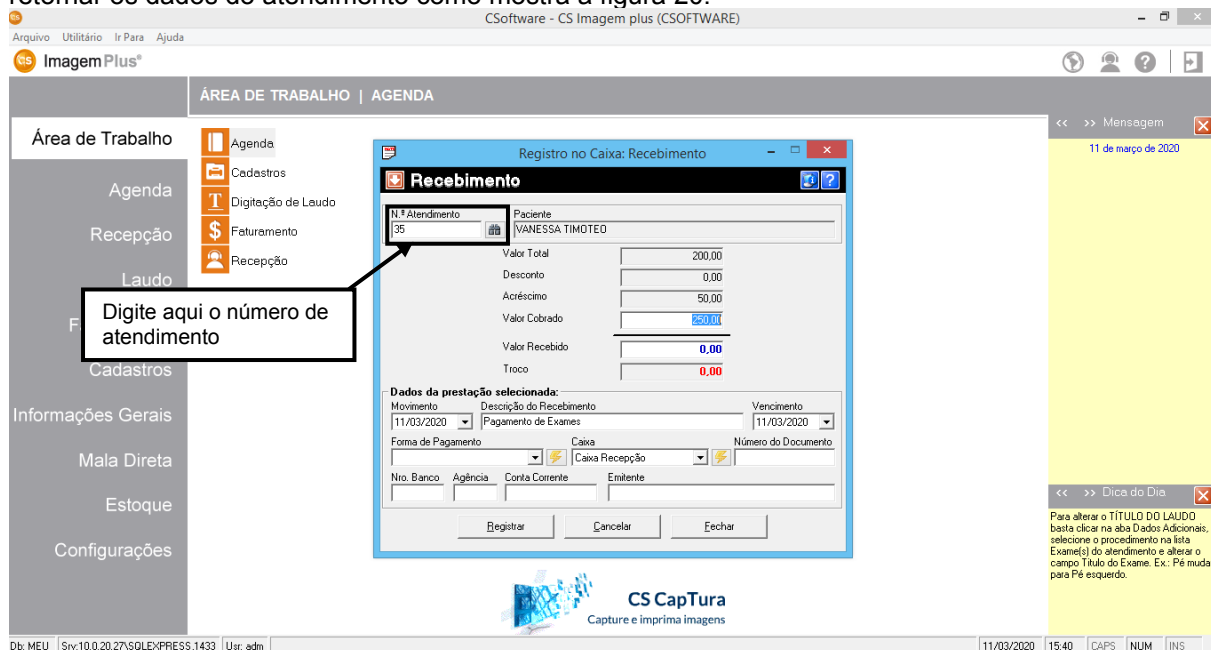 retornar os dados do atendimento como mostra a figura 20.
CSoftware - CS Imagem plus (CSOFTWARE)
Arquivo Utilitário Ir Para Ajuda
cs ImagemPlus®
ÁREA DE TRABALHO | AGENDA
Área de Trabalho
Agenda
Recepção
Laudo
F
Cadastros
Informações Gerais
Mala Direta
Estoque
Configurações
Agenda
Cadastros
Digitação de Laudo
Faturamento
Recepção
Digite aqui o número de
atendimento
Registro no Caixa: Recebimento
Recebimento
N.º Atendimento Paciente
35 VANESSA TIMOTEO
Valor Total 200,00
Desconto 0,00
Acréscimo 50,00
Valor Cobrado 250,00
Valor Recebido 0,00
Troco 0,00
Dados da prestação selecionada:
Movimento Descrição do Recebimento Vencimento
11/03/2020 Pagamento de Exames 11/03/2020
Forma de Pagamento Caixa Número do Documento
Caixa Recepção
Nro. Banco Agência Conta Corrente Emitente
Registrar Cancelar Fechar
CS CapTura
Capture e imprima imagens
<< >> Mensagem
11 de março de 2020
<< >> Dica do Dia
Para alterar o TÍTULO DO LAUDO
basta clicar na aba Dados Adicionais,
selecione o procedimento na lista
Exame(s) do atendimento e alterar o
campo Titulo do Exame. Ex.: Pé muda
para Pé esquerdo.
Db: MEU Srv:10.0.20.27\SQLEXPRESS,1433 Usr: adm 11/03/2020 15:40 CAPS NUM INS